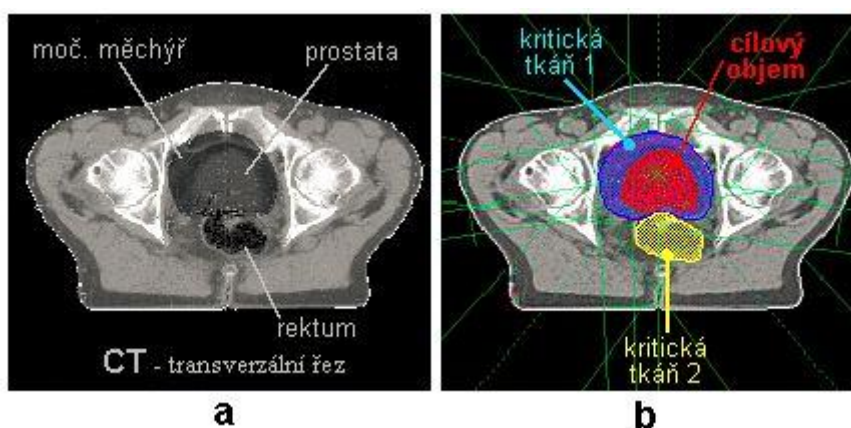 moč. měchýř
prostata
rektum
CT - transverzální řez
a
kritická
tkáň 1
cílový
objem
kritická
tkáň 2
b